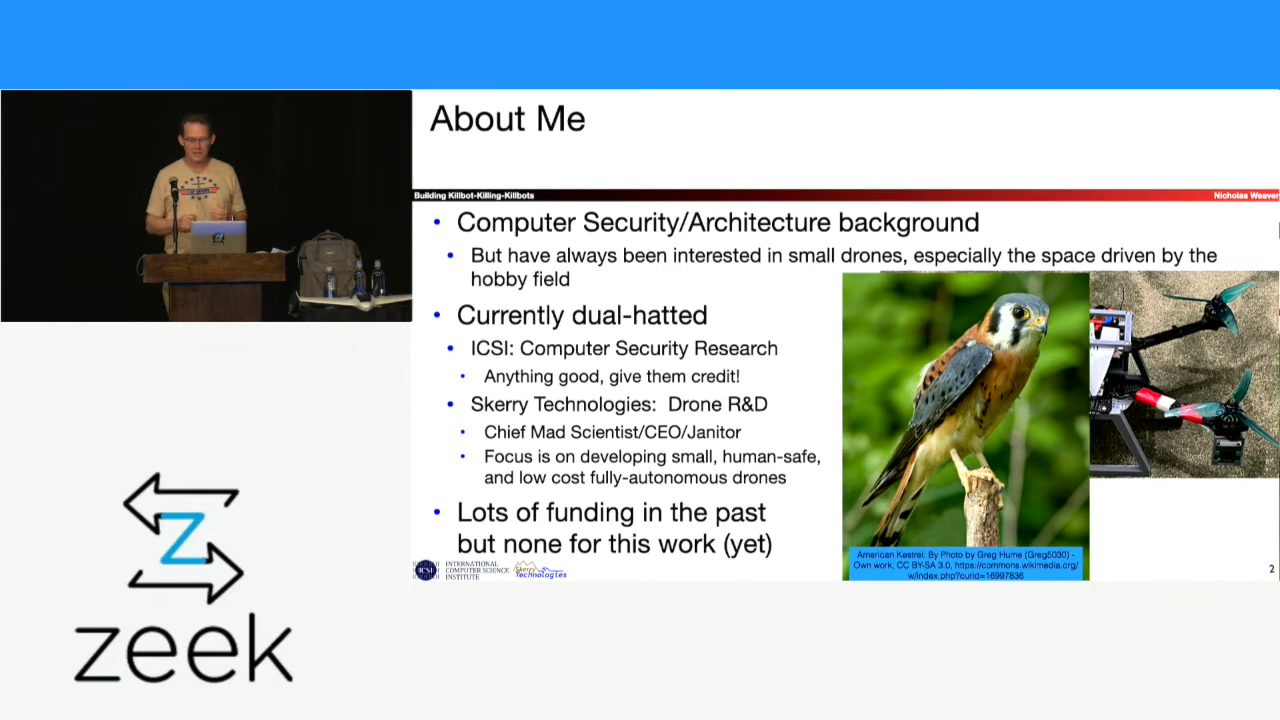 About Me
Building Killbot-Killing-Killbots
Nicholas Weaver
• Computer Security/Architecture background
• But have always been interested in small drones, especially the space driven by the
hobby field
• Currently dual-hatted
• ICSI: Computer Security Research
• Anything good, give them credit!
• Skerry Technologies: Drone R&D
• Chief Mad Scientist/CEO/Janitor
• Focus is on developing small, human-safe,
and low cost fully-autonomous drones
• Lots of funding in the past
but none for this work (yet)
American Kestrel: By Photo by Greg Hume (Greg5030) -
Own work, CC BY-SA 3.0, https://commons.wikimedia.org/
w/index.php?curid=16997836
ICSI
INTERNATIONAL
COMPUTER SCIENCE
INSTITUTE
Skerry
Technologies
2
Z
zeek